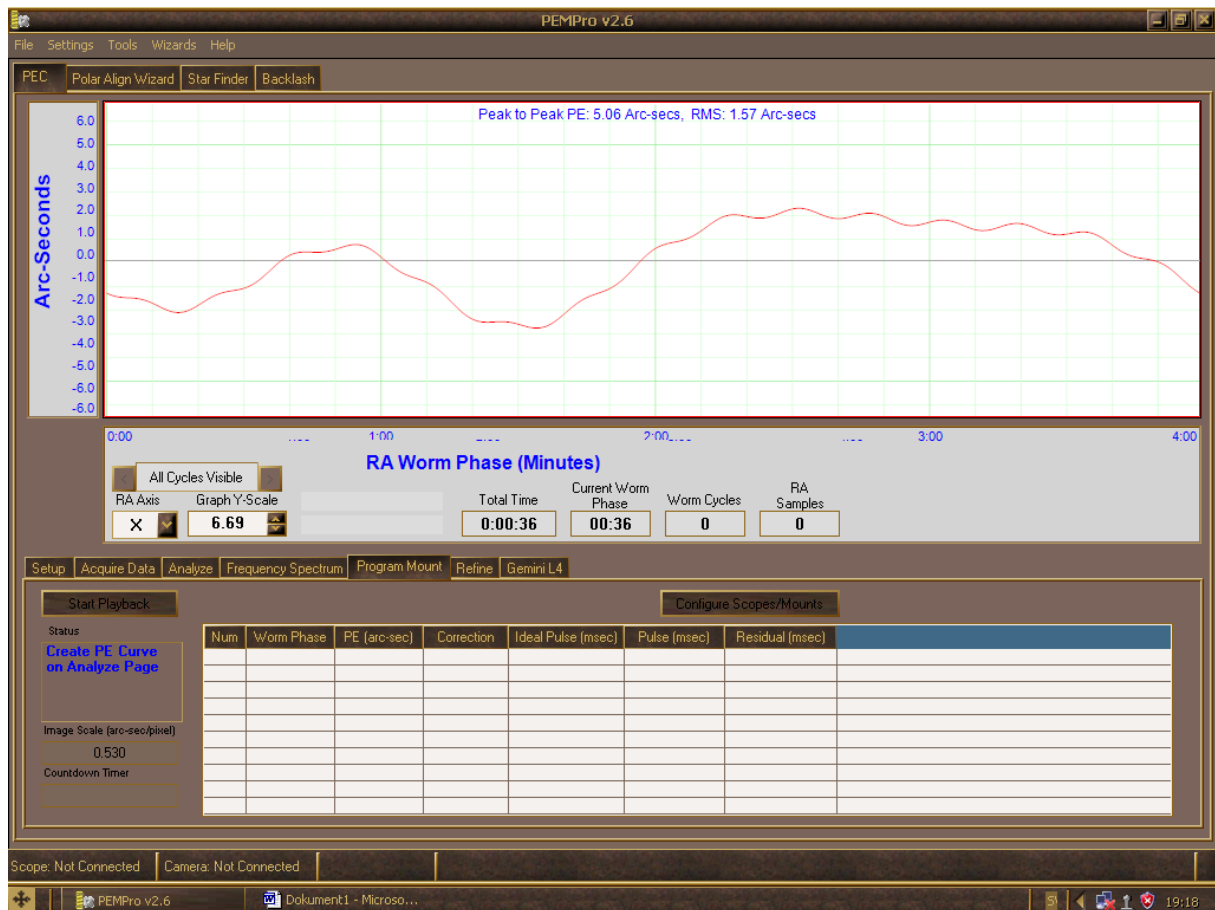 PEMPro v2.6
File Settings Tools Wizards Help
PEC Polar Align Wizard Star Finder Backlash
Peak to Peak PE: 5.06 Arc-secs, RMS: 1.57 Arc-secs
Arc-Seconds
6.0
5.0
4.0
3.0
2.0
1.0
0.0
-1.0
-2.0
-3.0
-4.0
-5.0
-6.0
-6.0
0:00 1:00 2:00 3:00 4:00
RA Worm Phase (Minutes)
All Cycles Visible
RA Axis Graph Y-Scale Total Time Current Worm Phase Worm Cycles RA Samples
X 6.69 0:00:36 00:36 0 0
Setup Acquire Data Analyze Frequency Spectrum Program Mount Refine Gemini L4
Start Playback Configure Scopes/Mounts
Status
Create PE Curve
on Analyze Page
Num Worm Phase PE (arc-sec) Correction Ideal Pulse (msec) Pulse (msec) Residual (msec)
Image Scale (arc-sec/pixel)
0.530
Countdown Timer
Scope: Not Connected Camera: Not Connected
PEMPro v2.6 Dokument1 - Microso... 19:18